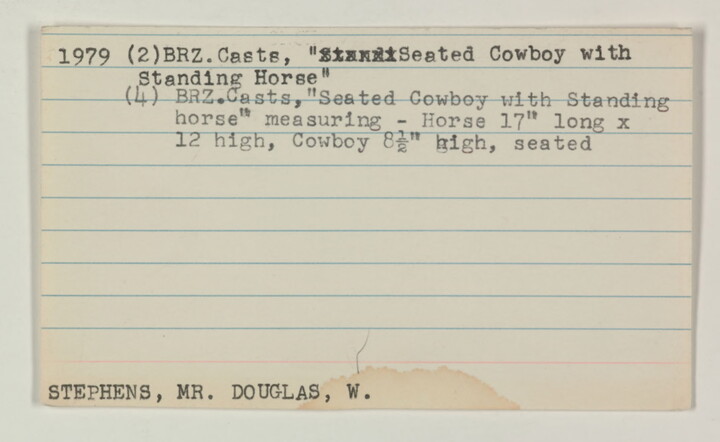 1979 (2)BRZ.Casts, "Seated Cowboy with
Standing Horse"
(4) BRZ.Casts,"Seated Cowboy with Standing
horse" measuring - Horse 17" long x
12 high, Cowboy 8½" high, seated
STEPHENS, MR. DOUGLAS, W.